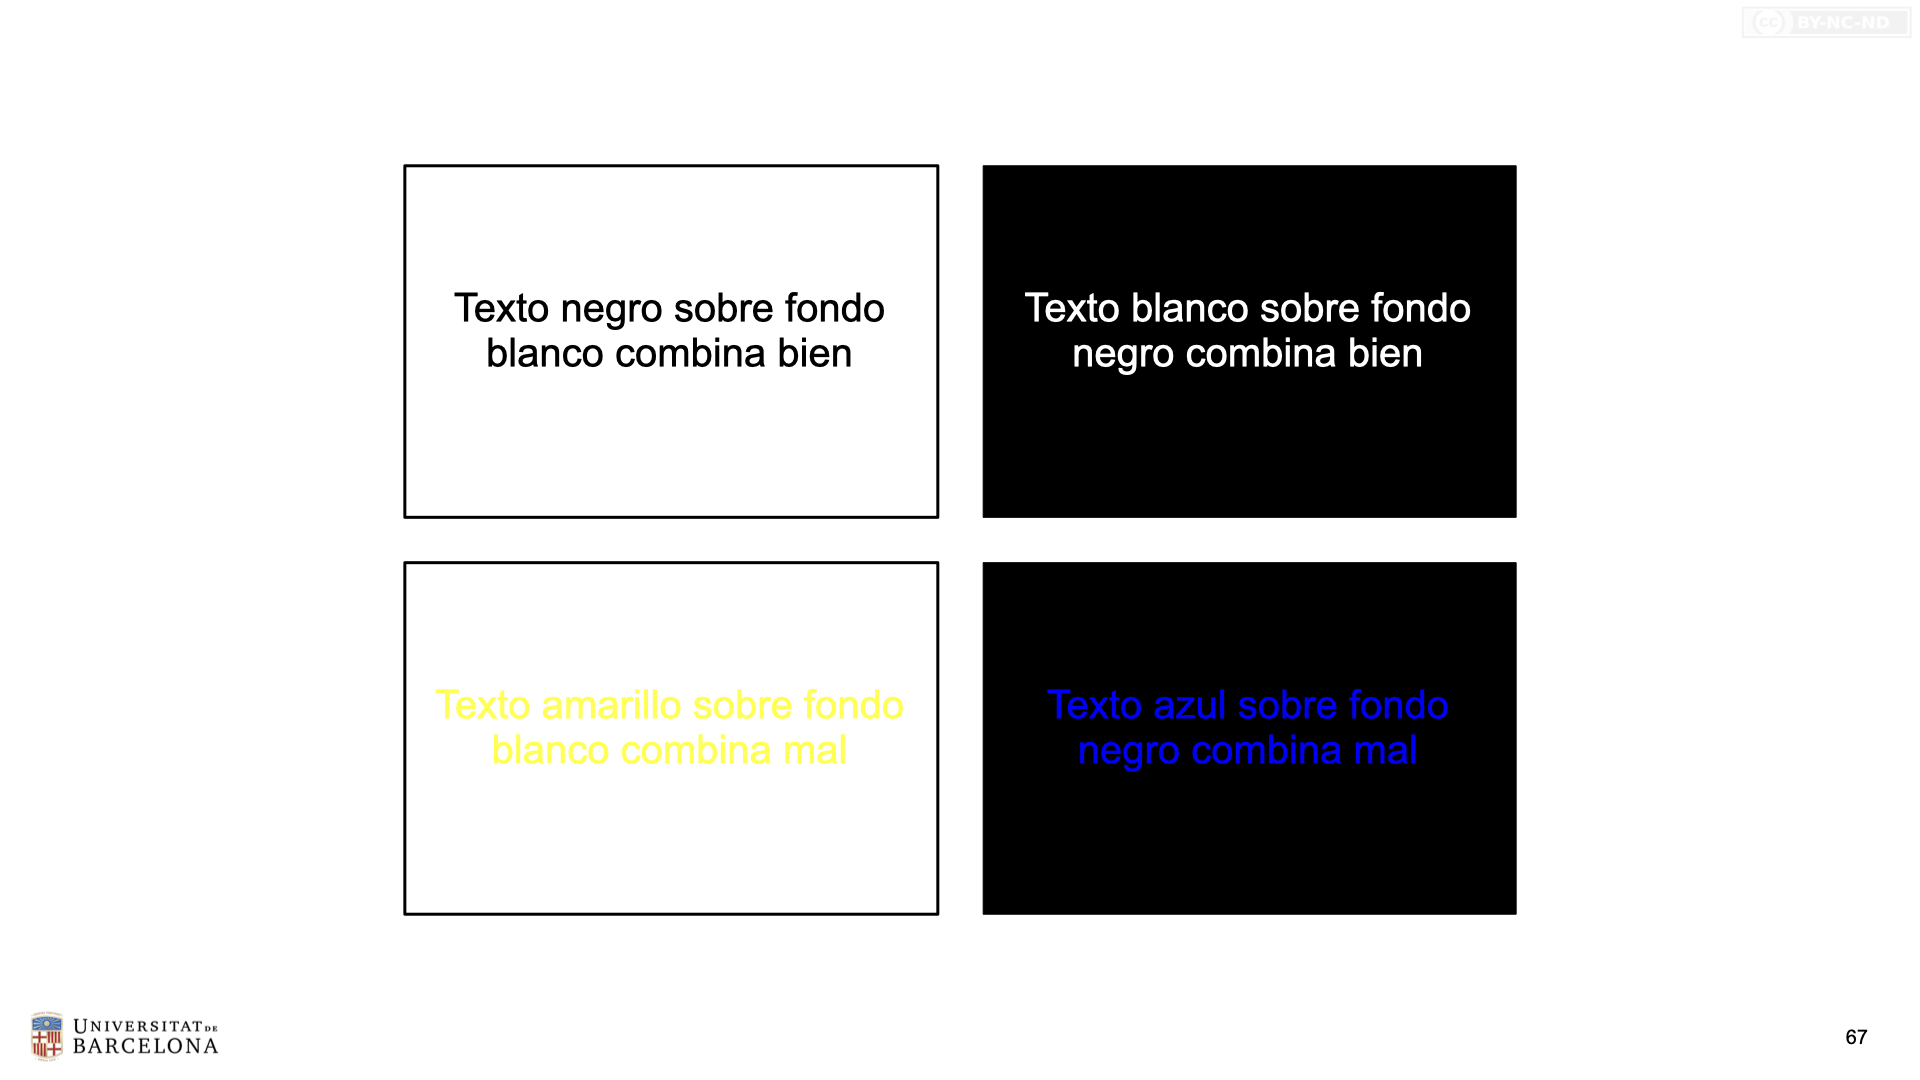 cc BY-NC-ND
Texto negro sobre fondo
blanco combina bien
Texto blanco sobre fondo
negro combina bien
Texto amarillo sobre fondo
blanco combina mal
Texto azul sobre fondo
negro combina mal
UNIVERSITAT DE
BARCELONA
67